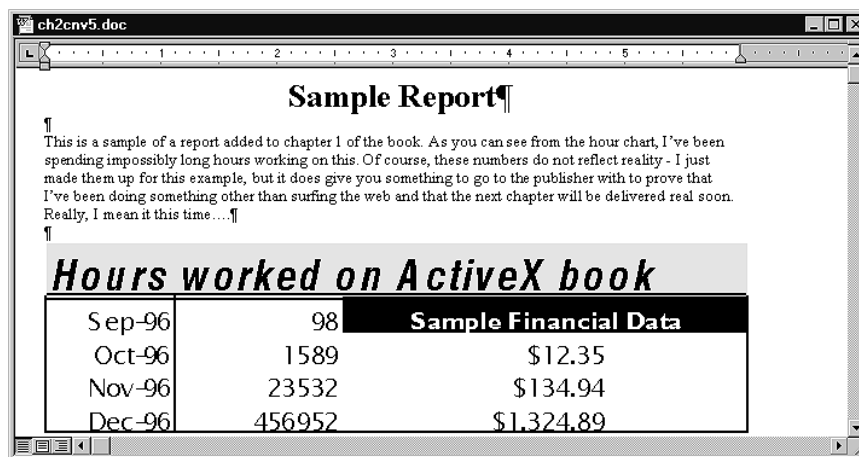 ch2cnv5.doc
1 2 3 4 5
Sample Report¶
¶
This is a sample of a report added to chapter 1 of the book. As you can see from the hour chart, I've been
spending impossibly long hours working on this. Of course, these numbers do not reflect reality - I just
made them up for this example, but it does give you something to go to the publisher with to prove that
I've been doing something other than surfing the web and that the next chapter will be delivered real soon.
Really, I mean it this time....¶
¶
Hours worked on ActiveX book
Sep-96 98 Sample Financial Data
Oct-96 1589 $12.35
Nov-96 23532 $134.94
Dec-96 456952 $1,324.89